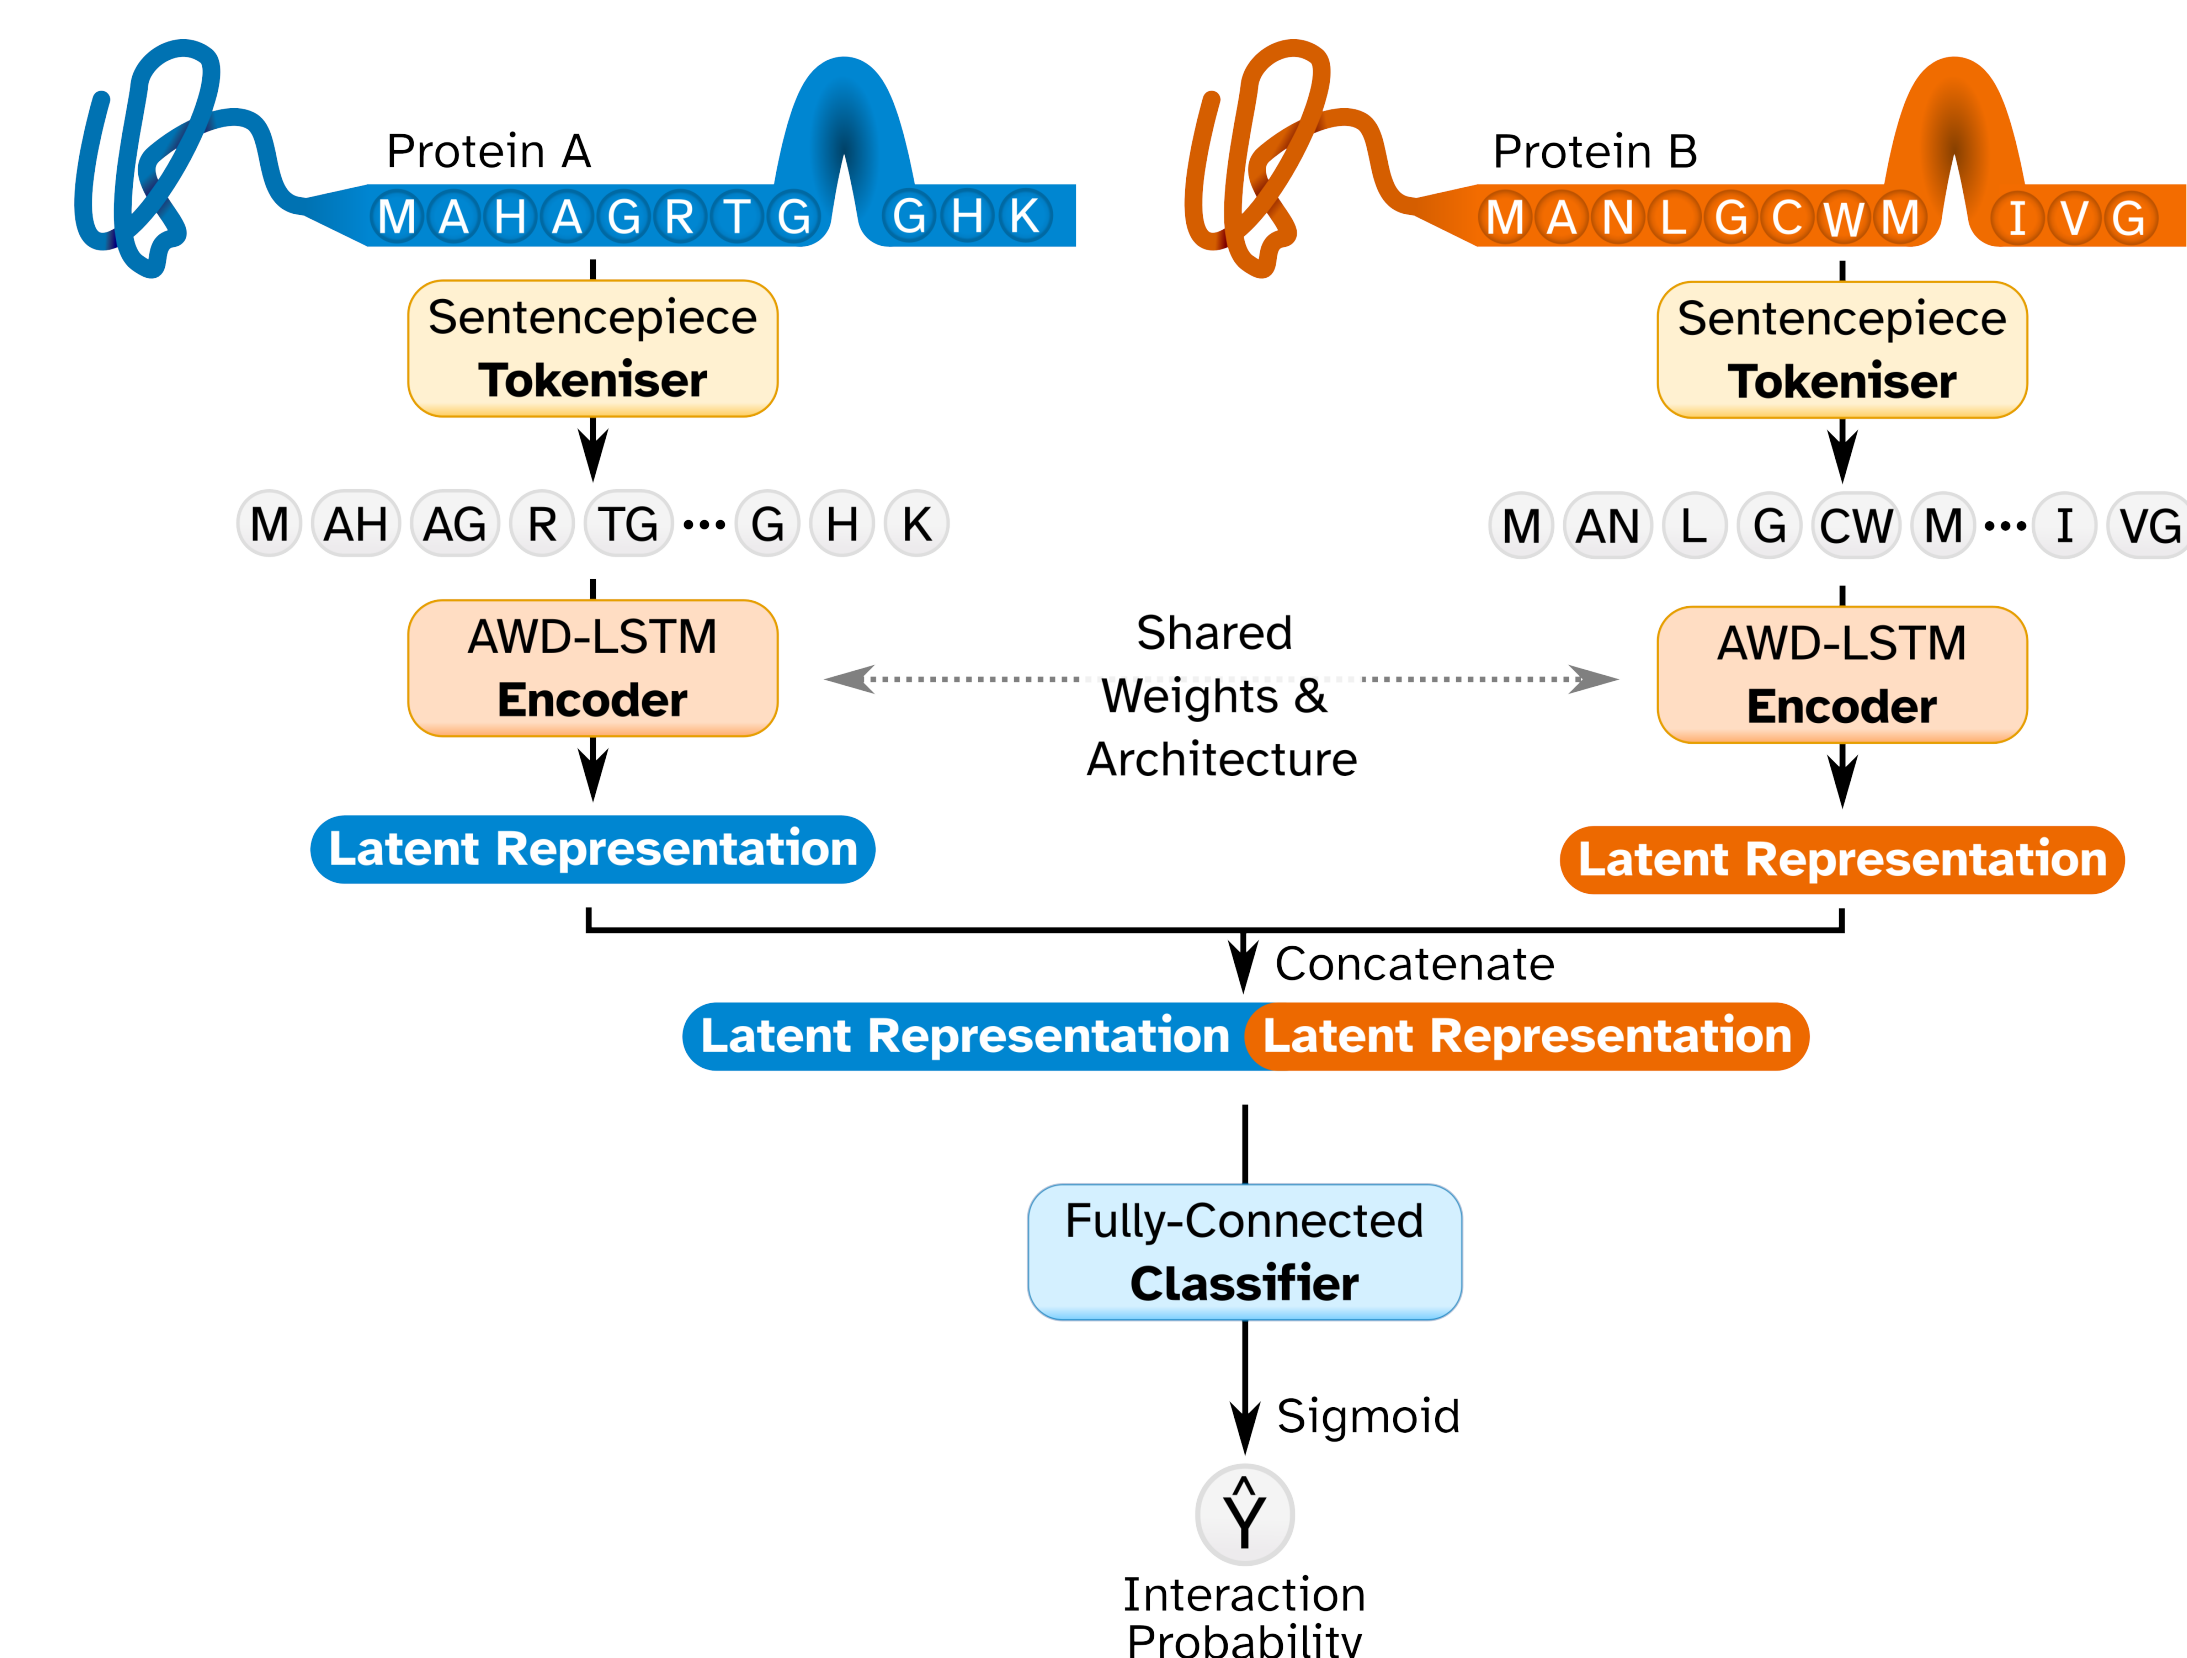 Protein A
M A H A G R T G G H K
Protein B
M A N L G C W M I V G
Sentencepiece
Tokeniser
Sentencepiece
Tokeniser
M AH AG R TG ••• G H K
M AN L G CW M ••• I VG
AWD-LSTM
Encoder
Shared
Weights &
Architecture
AWD-LSTM
Encoder
Latent Representation
Latent Representation
Concatenate
Latent Representation Latent Representation
Fully-Connected
Classifier
Sigmoid
Ŷ
Interaction
Probability